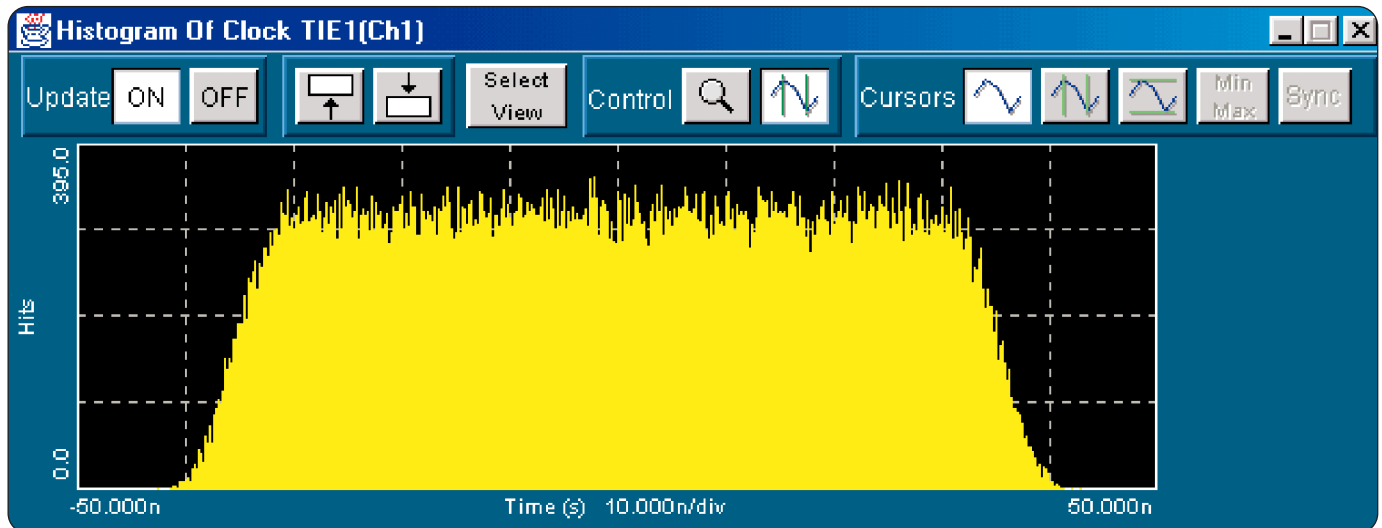 Histogram Of Clock TIE1(Ch1)
Update ON OFF Select View Control Cursors Min Max Sync
395.0
Hits
0.0
-50.000n Time (s) 10.000n/div 50.000n